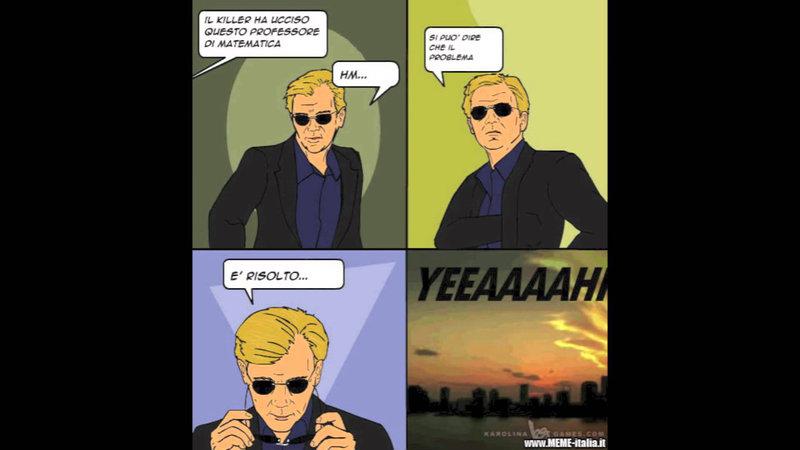 IL KILLER HA UCCISO
QUESTO PROFESSORE
DI MATEMATICA
HM...
SI PUO' DIRE
CHE IL
PROBLEMA
E' RISOLTO...
YEEAAAAHH
KAROLINA GAMES.COM
www.MEME-italia.it